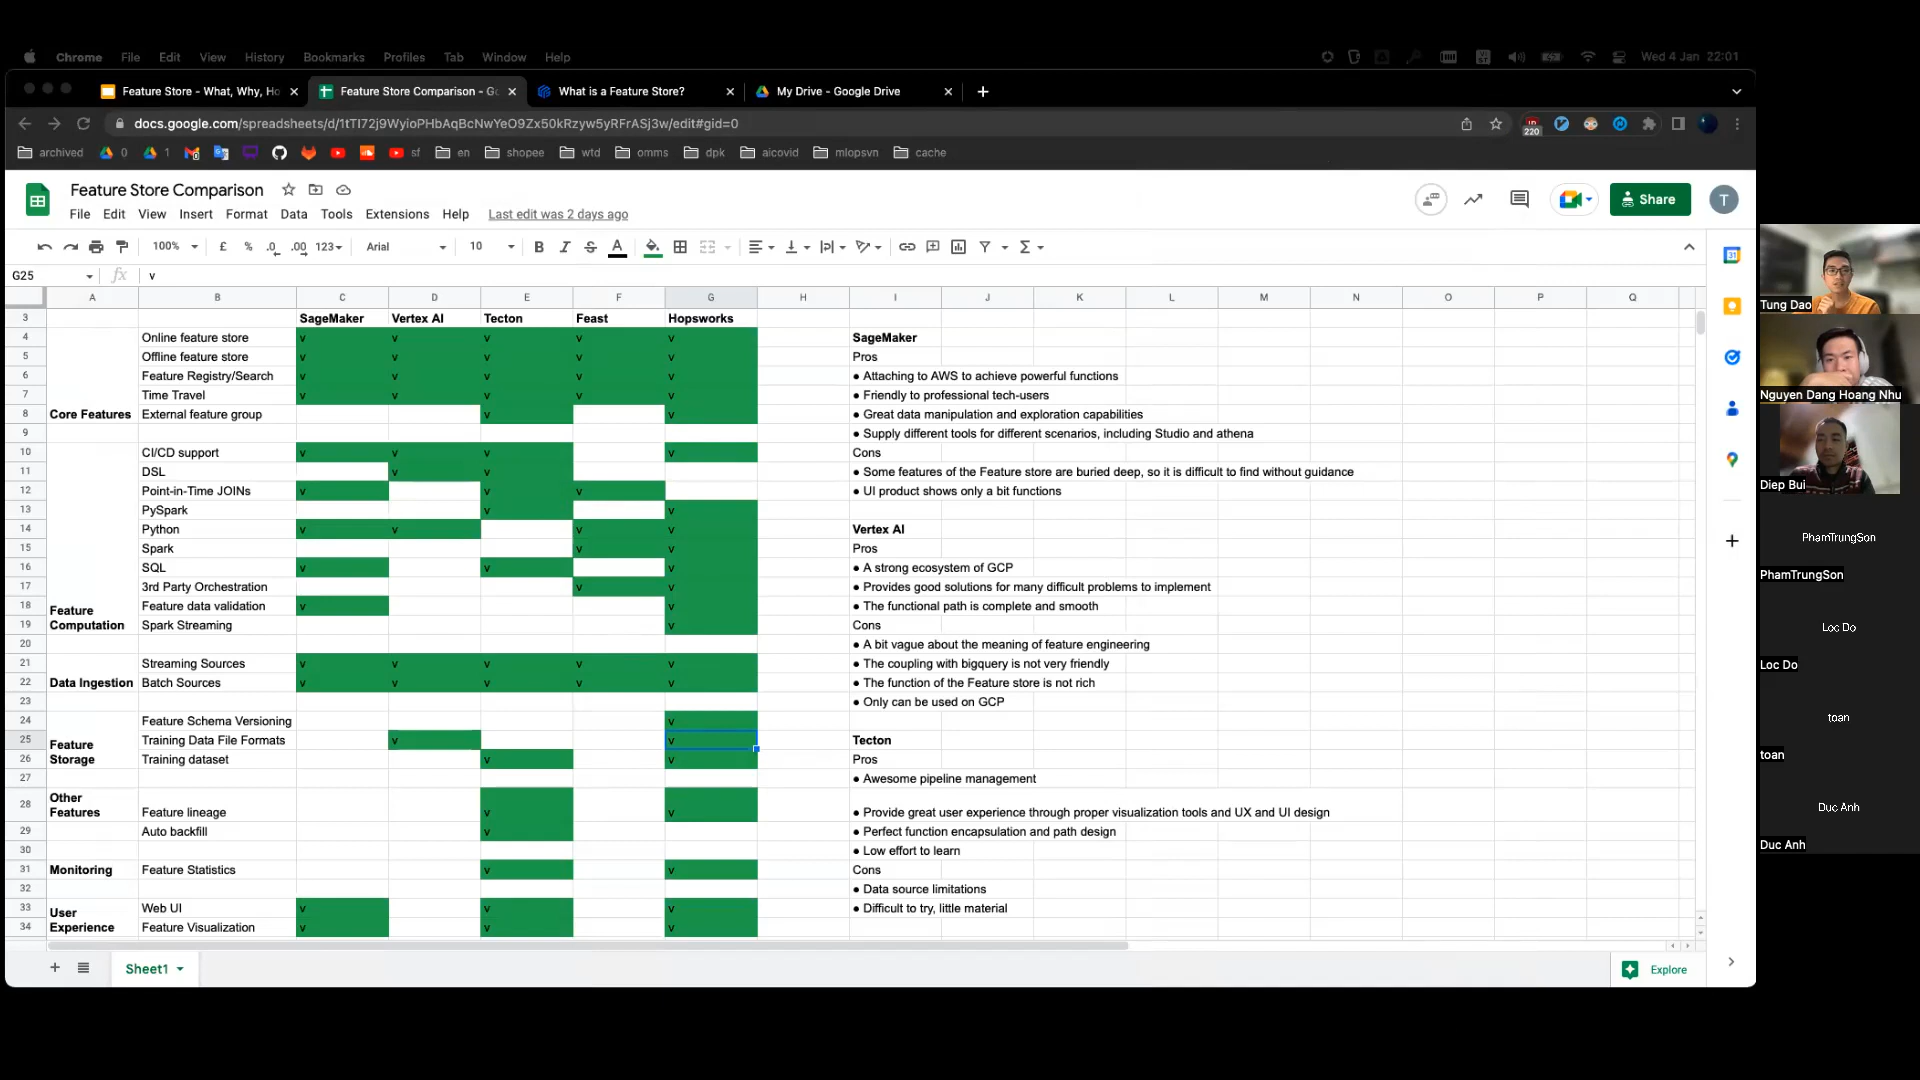 Chrome File Edit View History Bookmarks Profiles Tab Window Help Wed 4 Jan 22:01
Feature Store - What, Why, Ho Feature Store Comparison - Go What is a Feature Store? My Drive - Google Drive
docs.google.com/spreadsheets/d/1tTI72j9WyioPHbAqBcNwYeO9Zx50kRzyw5yRFrASj3w/edit#gid=0 220
archived 0 1 sf en shopee wtd omms dpk aicovid mlopsvn cache
Feature Store Comparison
File Edit View Insert Format Data Tools Extensions Help Last edit was 2 days ago Share T
100% £ % .0 .00 123 Arial 10 B I S A
G25 fx v
A B C D E F G H I J K L M N O P Q
3 SageMaker Vertex AI Tecton Feast Hopsworks
4 Online feature store v v v v v SageMaker
5 Offline feature store v v v v v Pros
6 Feature Registry/Search v v v v v ● Attaching to AWS to achieve powerful functions
7 Time Travel v v v v v ● Friendly to professional tech-users
8 Core Features External feature group v v ● Great data manipulation and exploration capabilities
9 ● Supply different tools for different scenarios, including Studio and athena
10 CI/CD support v v v v Cons
11 DSL v v ● Some features of the Feature store are buried deep, so it is difficult to find without guidance
12 Point-in-Time JOINs v v v ● UI product shows only a bit functions
13 PySpark v v
14 Python v v v v Vertex AI
15 Spark v v Pros
16 SQL v v v ● A strong ecosystem of GCP
17 3rd Party Orchestration v v ● Provides good solutions for many difficult problems to implement
18 Feature data validation v v ● The functional path is complete and smooth
19 Feature Computation Spark Streaming v Cons
20 ● A bit vague about the meaning of feature engineering
21 Streaming Sources v v v v v ● The coupling with bigquery is not very friendly
22 Data Ingestion Batch Sources v v v v v ● The function of the Feature store is not rich
23 ● Only can be used on GCP
24 Feature Schema Versioning v
25 Training Data File Formats v v Tecton
26 Feature Storage Training dataset v v Pros
27 ● Awesome pipeline management
28 Other Features Feature lineage v v ● Provide great user experience through proper visualization tools and UX and UI design
29 Auto backfill v ● Perfect function encapsulation and path design
30 ● Low effort to learn
31 Monitoring Feature Statistics v v Cons
32 ● Data source limitations
33 Web UI v v v ● Difficult to try, little material
34 User Experience Feature Visualization v v v
Sheet1 Explore
Tung Dao
Nguyen Dang Hoang Nhu
Diep Bui
PhamTrungSon
PhamTrungSon
Loc Do
Loc Do
toan
toan
Duc Anh
Duc Anh